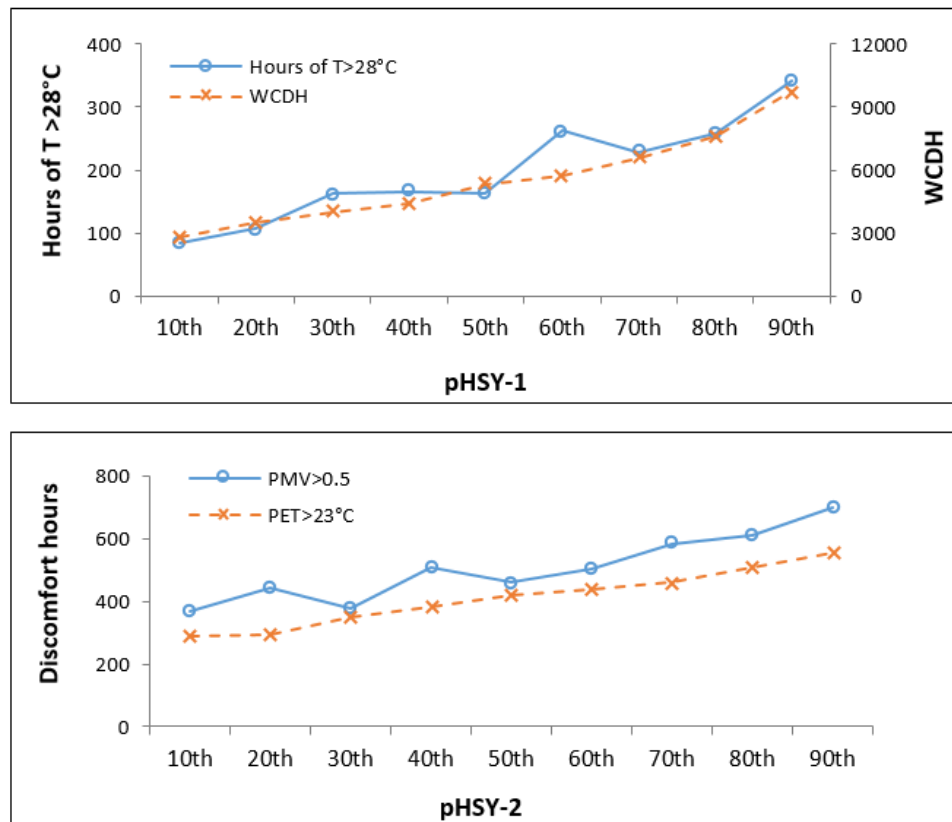 400
300
200
100
0
Hours of T >28°C
Hours of T>28°C
WCDH
12000
9000
6000
3000
0
WCDH
10th 20th 30th 40th 50th 60th 70th 80th 90th
pHSY-1
800
600
400
200
0
Discomfort hours
PMV>0.5
PET>23°C
10th 20th 30th 40th 50th 60th 70th 80th 90th
pHSY-2